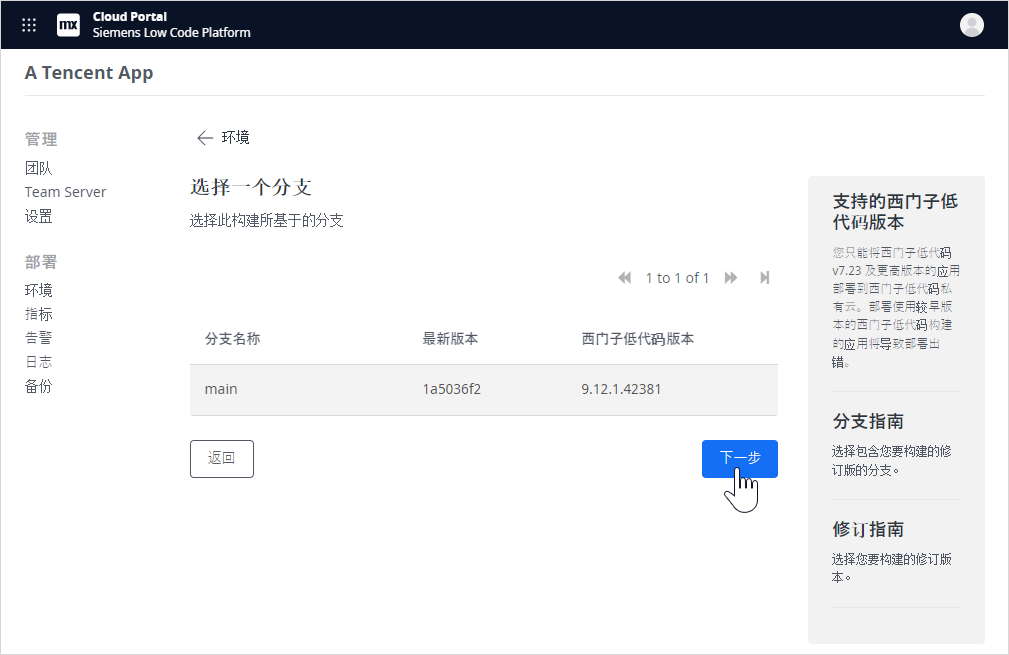 mx
Cloud Portal
Siemens Low Code Platform
A Tencent App
管理
团队
Team Server
设置
部署
环境
指标
告警
日志
备份
环境
选择一个分支
选择此构建所基于的分支
1 to 1 of 1
分支名称 最新版本 西门子低代码版本
main 1a5036f2 9.12.1.42381
返回
下一步
支持的西门子低
代码版本
您只能将西门子低代码
v7.23 及更高版本的应用
部署到西门子低代码私
有云。部署使用较早版
本的西门子低代码构建
的应用将导致部署出
错。
分支指南
选择包含您要构建的修
订版的分支。
修订指南
选择您要构建的修订版
本。